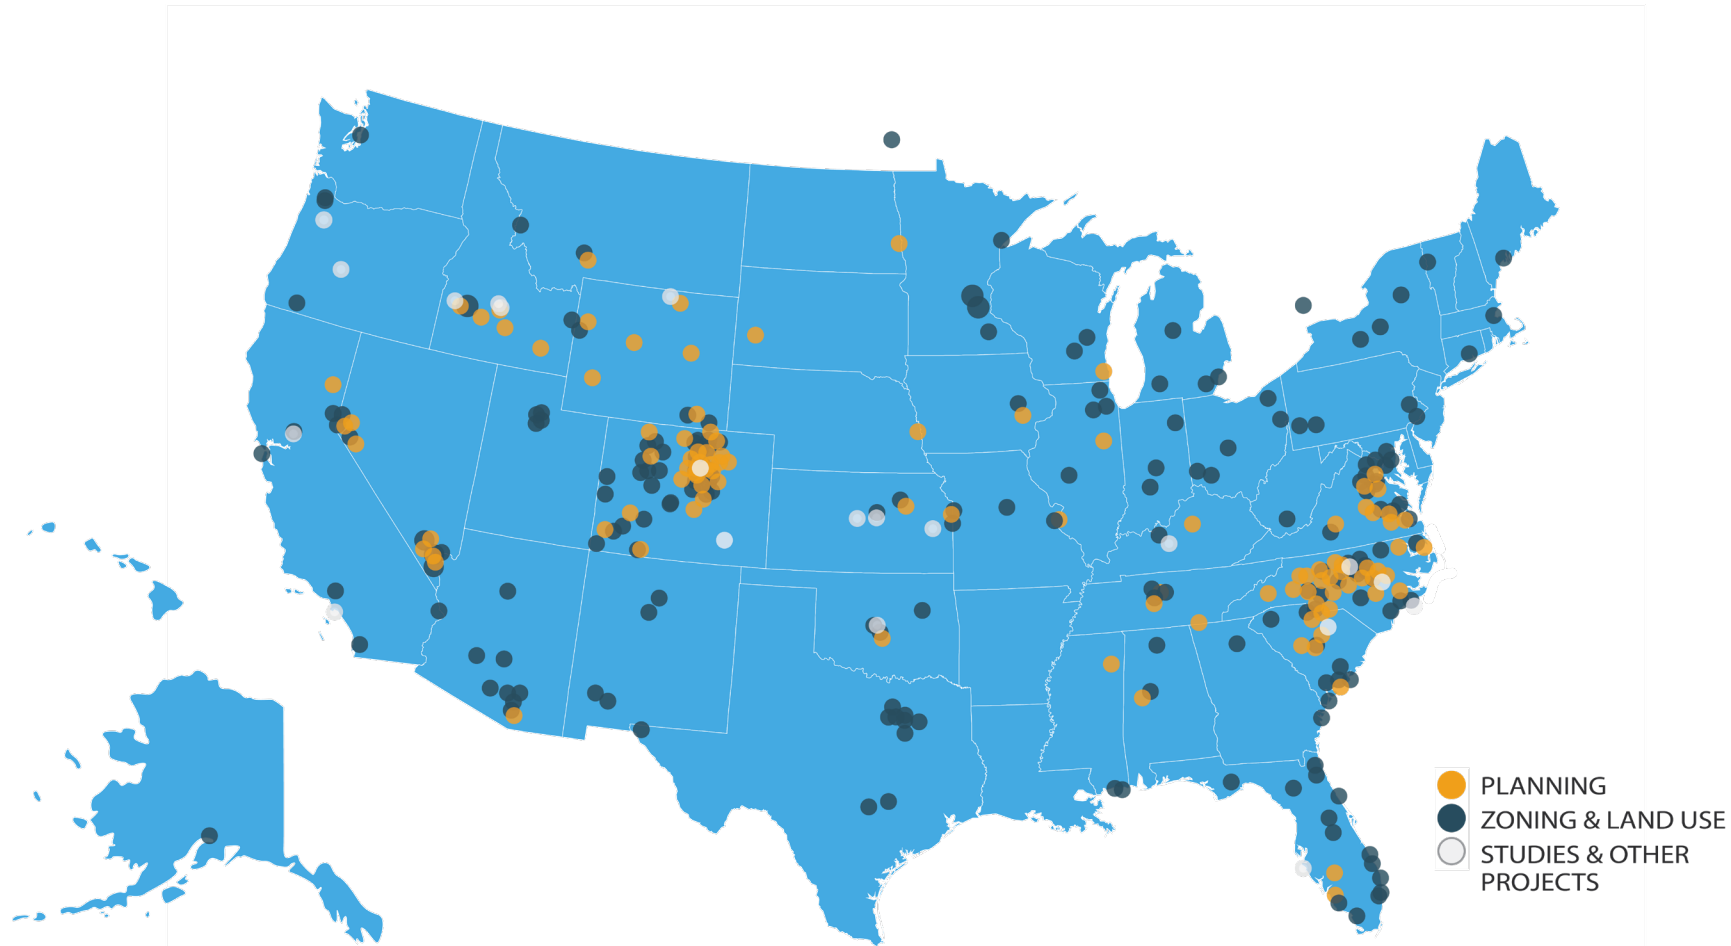 PLANNING
ZONING & LAND USE
STUDIES & OTHER
PROJECTS